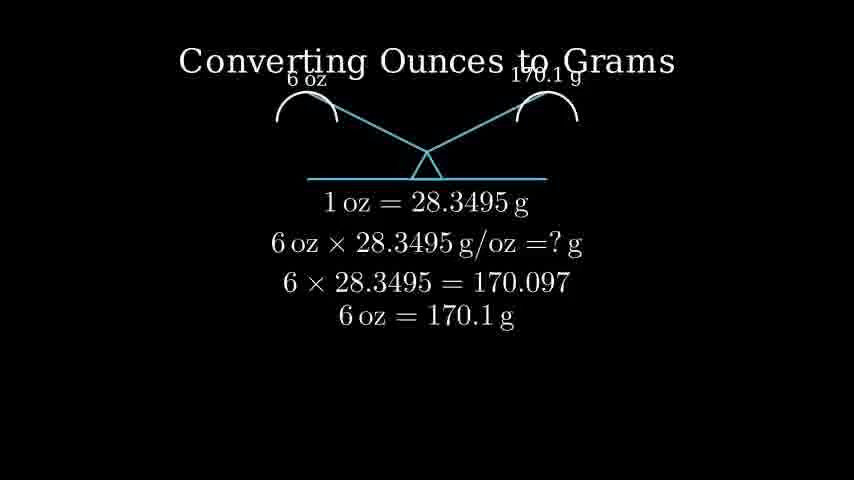 Converting Ounces to Grams
6 oz
170.1 g
1 oz = 28.3495 g
6 oz × 28.3495 g/oz =? g
6 × 28.3495 = 170.097
6 oz = 170.1 g